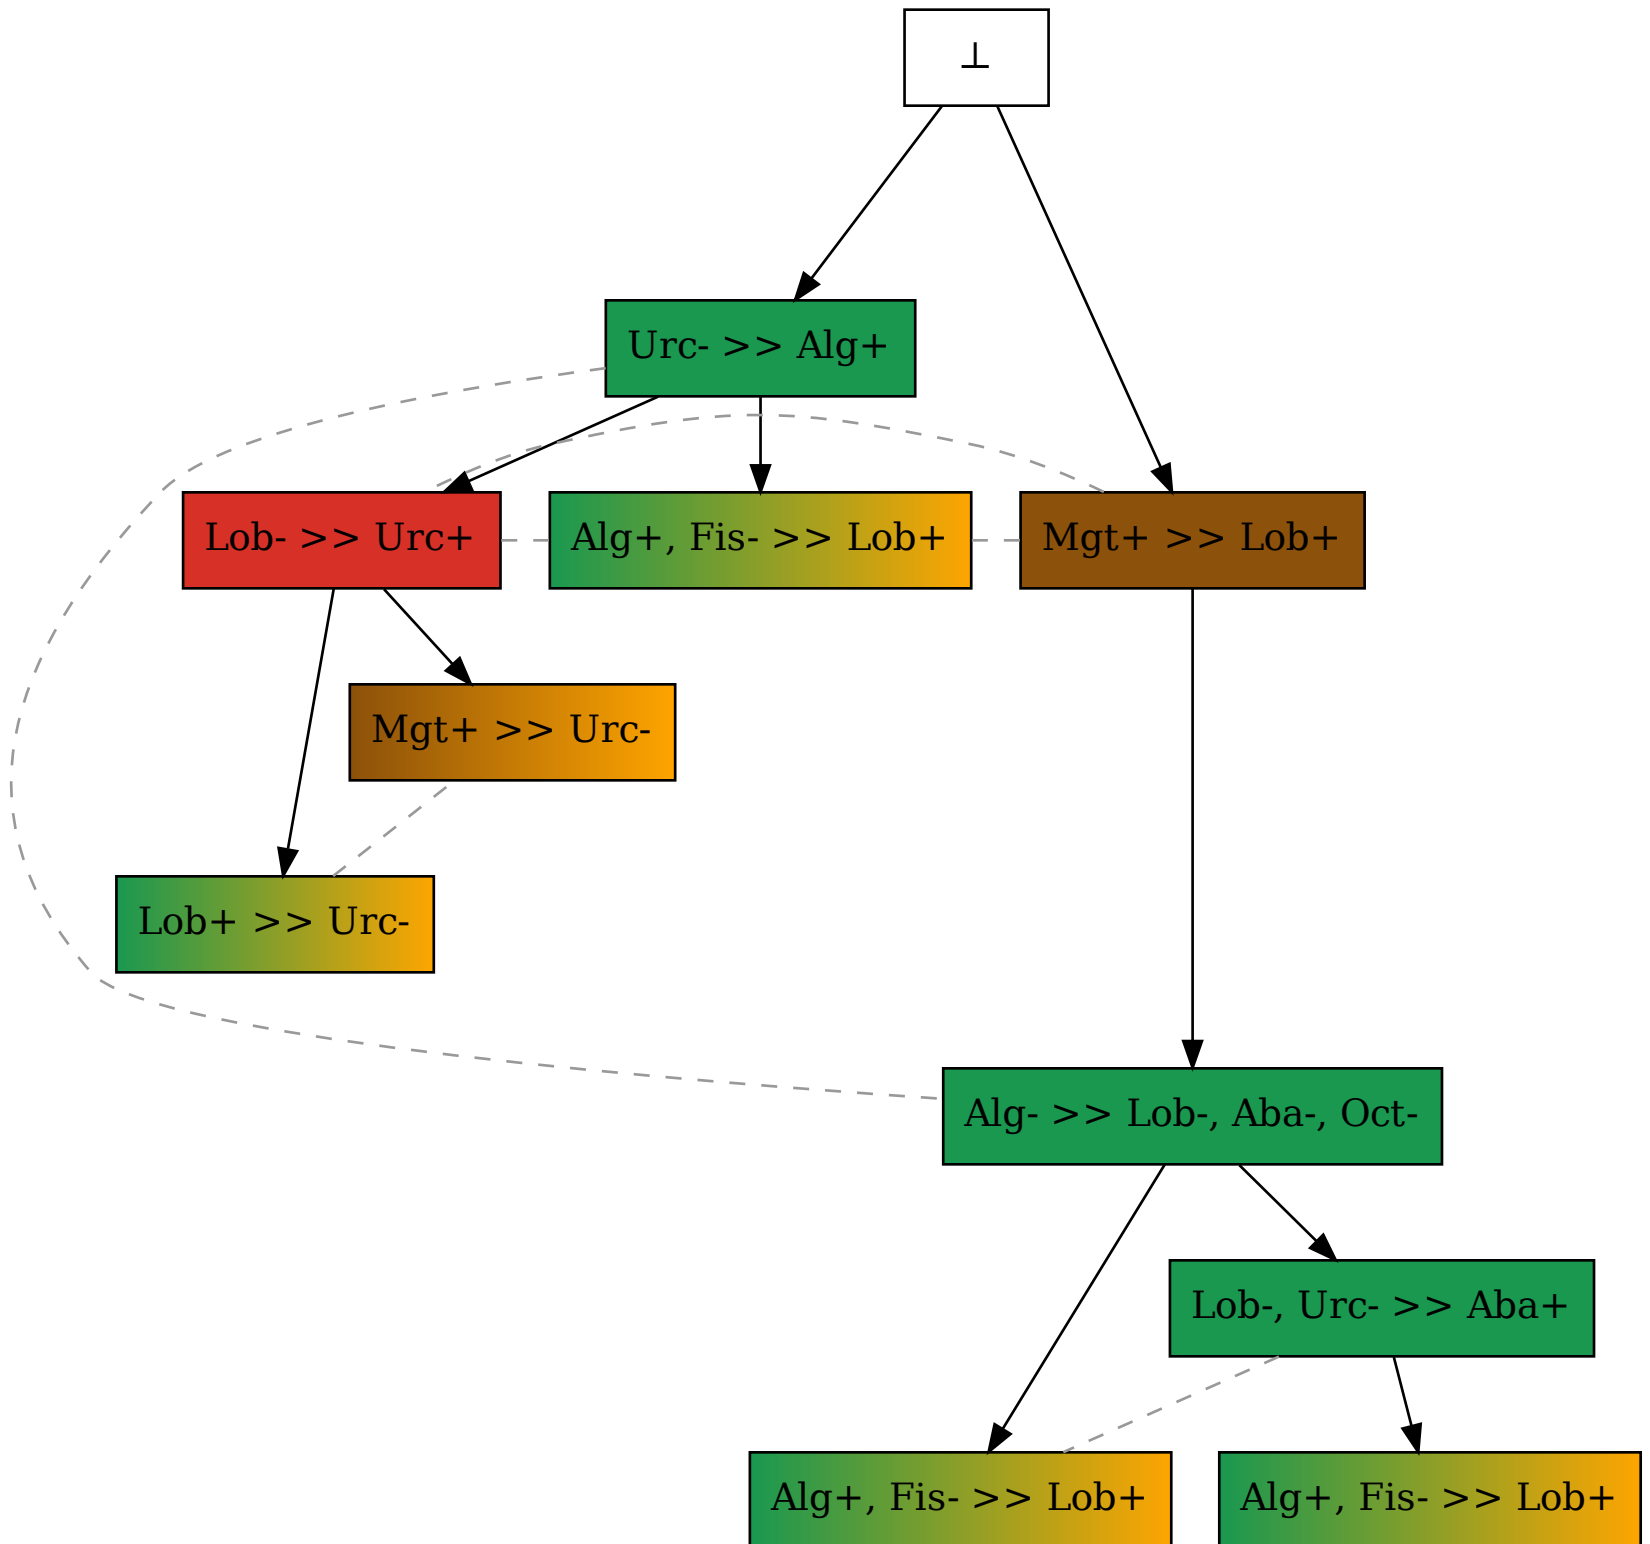 ⊥
Urc- >> Alg+
Lob- >> Urc+
Alg+, Fis- >> Lob+
Mgt+ >> Lob+
Mgt+ >> Urc-
Lob+ >> Urc-
Alg- >> Lob-, Aba-, Oct-
Lob-, Urc- >> Aba+
Alg+, Fis- >> Lob+
Alg+, Fis- >> Lob+